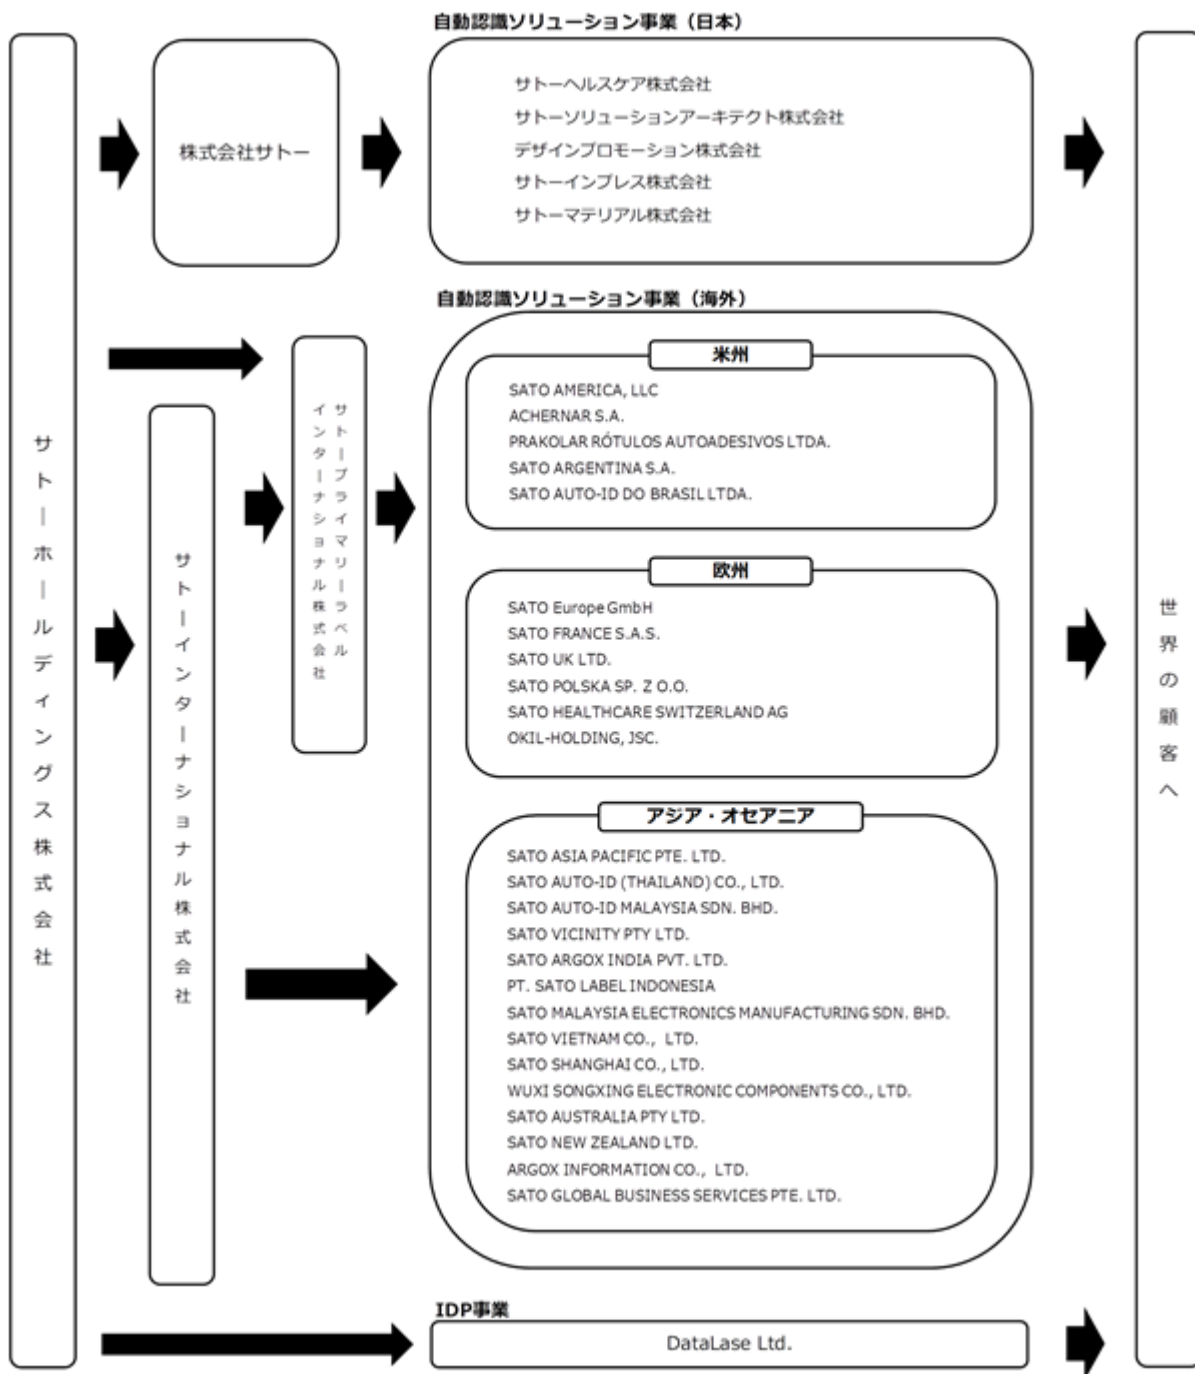 自動認識ソリューション事業（日本）
サトーホールディングス株式会社
株式会社サトー
サトーヘルスケア株式会社
サトーソリューションアーキテクト株式会社
デザインプロモーション株式会社
サトーインプレス株式会社
サトーマテリアル株式会社
自動認識ソリューション事業（海外）
サトーインターナショナル株式会社
サトープライマリーラベル
インターナショナル株式会社
米州
SATO AMERICA, LLC
ACHERNAR S.A.
PRAKOLAR RÓTULOS AUTOADESIVOS LTDA.
SATO ARGENTINA S.A.
SATO AUTO-ID DO BRASIL LTDA.
欧州
SATO Europe GmbH
SATO FRANCE S.A.S.
SATO UK LTD.
SATO POLSKA SP. Z O.O.
SATO HEALTHCARE SWITZERLAND AG
OKIL-HOLDING, JSC.
アジア・オセアニア
SATO ASIA PACIFIC PTE. LTD.
SATO AUTO-ID (THAILAND) CO., LTD.
SATO AUTO-ID MALAYSIA SDN. BHD.
SATO VICINITY PTY LTD.
SATO ARGOX INDIA PVT. LTD.
PT. SATO LABEL INDONESIA
SATO MALAYSIA ELECTRONICS MANUFACTURING SDN. BHD.
SATO VIETNAM CO., LTD.
SATO SHANGHAI CO., LTD.
WUXI SONGXING ELECTRONIC COMPONENTS CO., LTD.
SATO AUSTRALIA PTY LTD.
SATO NEW ZEALAND LTD.
ARGOX INFORMATION CO., LTD.
SATO GLOBAL BUSINESS SERVICES PTE. LTD.
IDP事業
DataLase Ltd.
世界の顧客へ